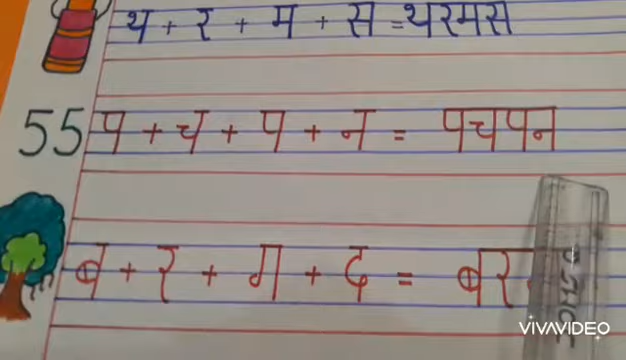 थ + र + म + स = थरमस
55 प + च + प + न = पचपन
ब + र + ग + द = बर
VIVAVIDEO